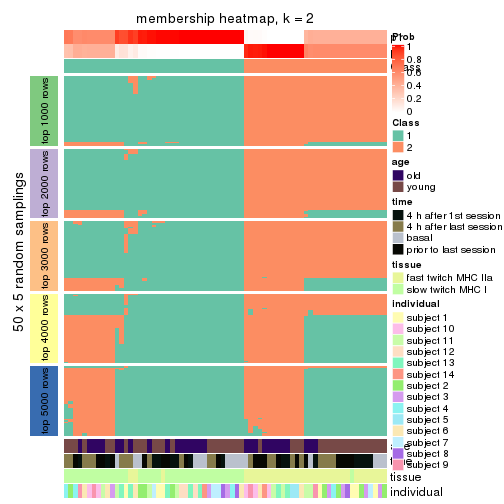 membership heatmap, k = 2
50 x 5 random samplings
top 1000 rows
top 2000 rows
top 3000 rows
top 4000 rows
top 5000 rows
Prob
1
0.8
0.6
0.4
0.2
0
Class
1
2
age
old
young
time
4 h after 1st session
4 h after last session
basal
prior to last session
tissue
fast twitch MHC IIa
slow twitch MHC I
individual
subject 1
subject 10
subject 11
subject 12
subject 13
subject 14
subject 2
subject 3
subject 4
subject 5
subject 6
subject 7
subject 8
subject 9
tissue
individual